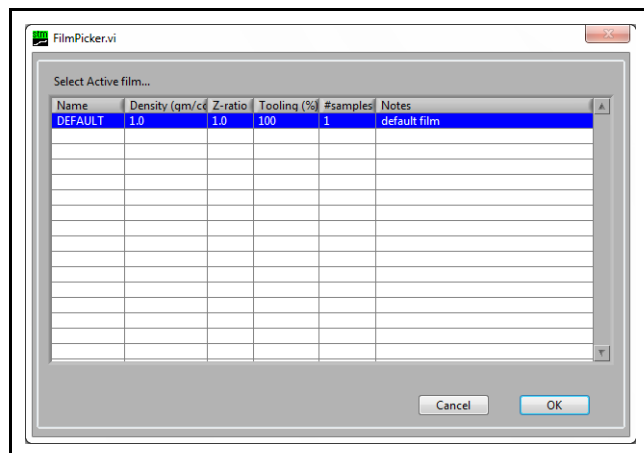 stm FilmPicker.vi
Select Active film...
Name Density (gm/cc Z-ratio Tooling (%) #samples Notes
DEFAULT 1.0 1.0 100 1 default film
Cancel OK